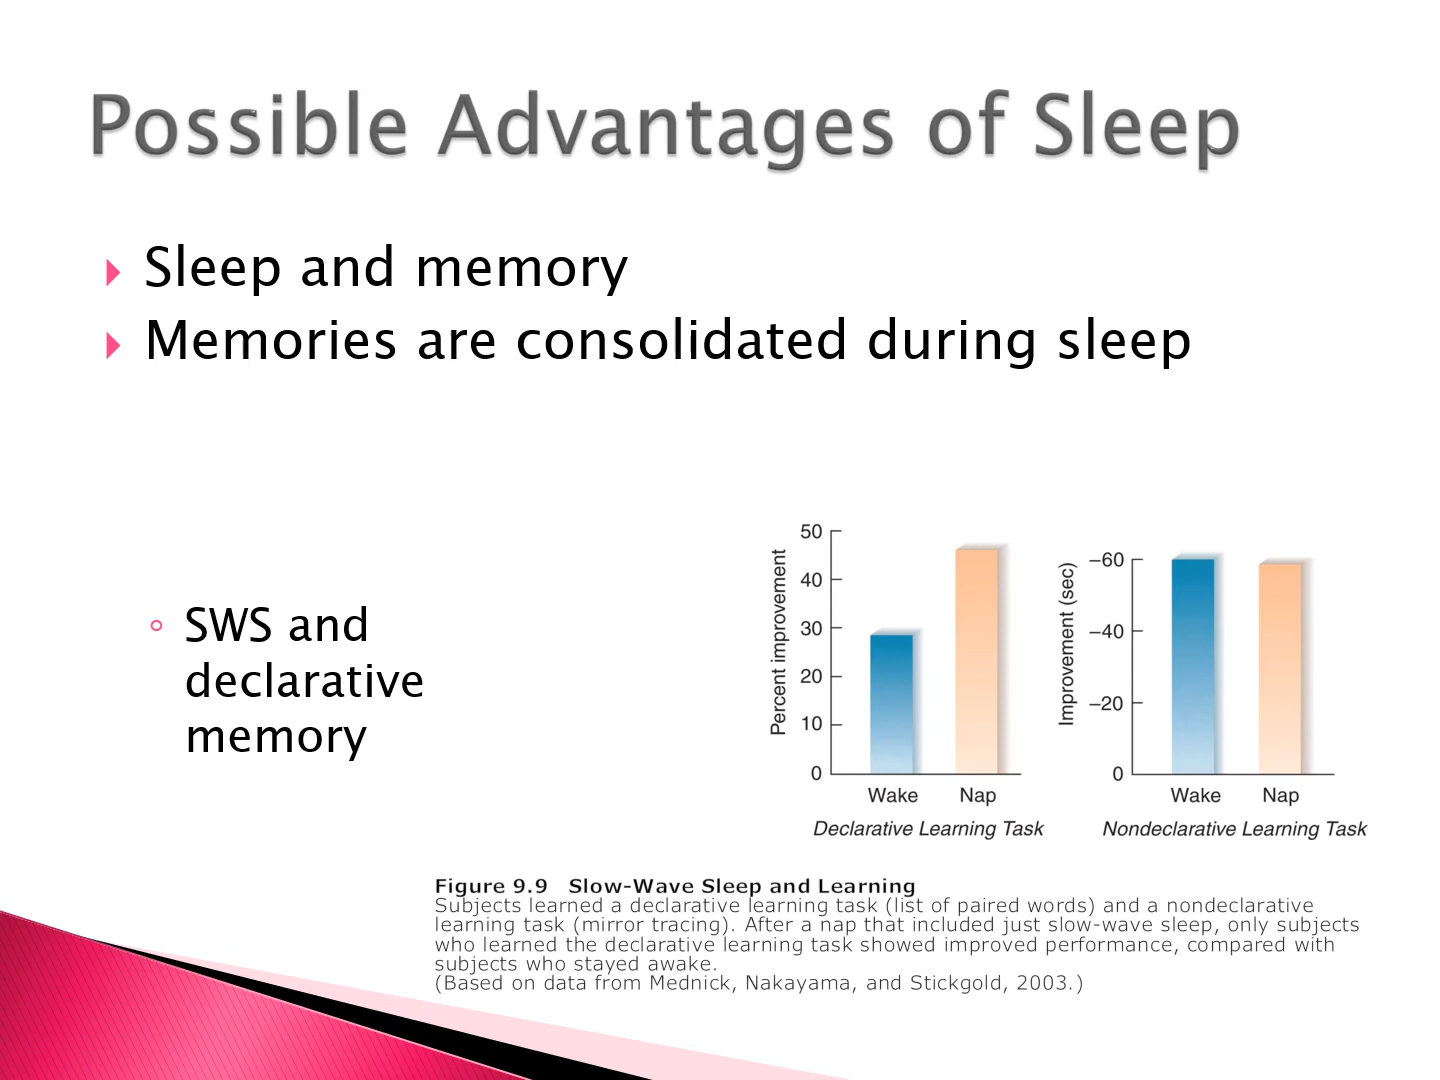 Possible Advantages of Sleep
Sleep and memory
Memories are consolidated during sleep
SWS and
declarative
memory
Percent improvement
50
40
30
20
10
0
Wake Nap
Declarative Learning Task
Improvement (sec)
–60
–40
–20
0
Wake Nap
Nondeclarative Learning Task
Figure 9.9 Slow-Wave Sleep and Learning
Subjects learned a declarative learning task (list of paired words) and a nondeclarative
learning task (mirror tracing). After a nap that included just slow-wave sleep, only subjects
who learned the declarative learning task showed improved performance, compared with
subjects who stayed awake.
(Based on data from Mednick, Nakayama, and Stickgold, 2003.)